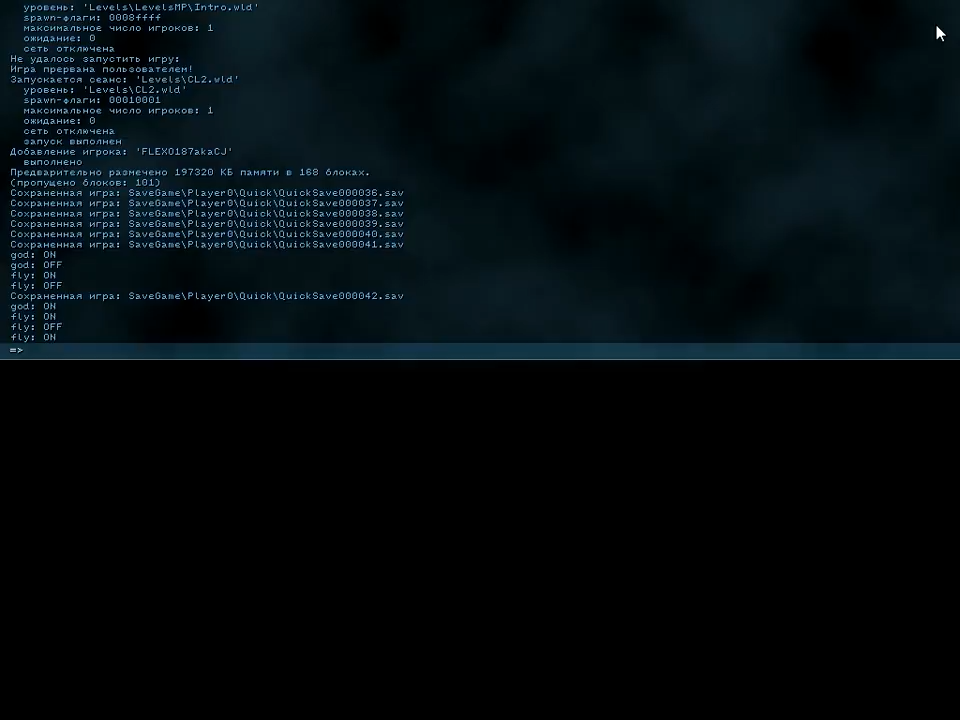 уровень: 'Levels\LevelsMP\Intro.wld'
spawn-флаги: 0008ffff
максимальное число игроков: 1
ожидание: 0
сеть отключена
Не удалось запустить игру:
Игра прервана пользователем!
Запускается сеанс: 'Levels\CL2.wld'
уровень: 'Levels\CL2.wld'
spawn-флаги: 00010001
максимальное число игроков: 1
ожидание: 0
сеть отключена
запуск выполнен
Добавление игрока: 'FLEX0187akaCJ'
выполнено
Предварительно размечено 197320 КБ памяти в 168 блоках.
(пропущено блоков: 101)
Сохраненная игра: SaveGame\Player0\Quick\QuickSave000036.sav
Сохраненная игра: SaveGame\Player0\Quick\QuickSave000037.sav
Сохраненная игра: SaveGame\Player0\Quick\QuickSave000038.sav
Сохраненная игра: SaveGame\Player0\Quick\QuickSave000039.sav
Сохраненная игра: SaveGame\Player0\Quick\QuickSave000040.sav
Сохраненная игра: SaveGame\Player0\Quick\QuickSave000041.sav
god: ON
god: OFF
fly: ON
fly: OFF
Сохраненная игра: SaveGame\Player0\Quick\QuickSave000042.sav
god: ON
fly: ON
fly: OFF
fly: ON
=>